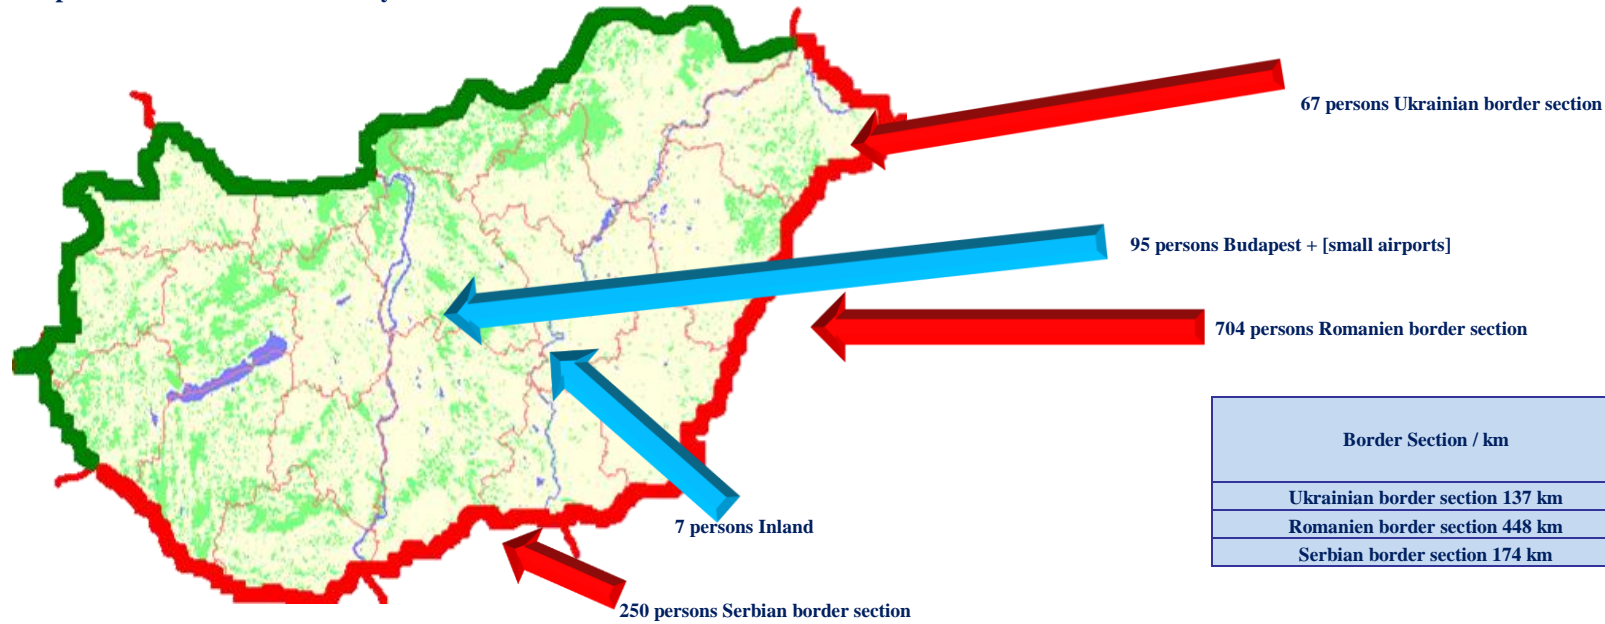 67 persons Ukrainian border section
95 persons Budapest + [small airports]
704 persons Romanien border section
Border Section / km
Ukrainian border section 137 km
Romanien border section 448 km
Serbian border section 174 km
7 persons Inland
250 persons Serbian border section